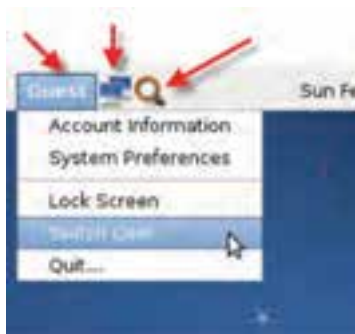 Guest
Sun Fe
Account Information
System Preferences
Lock Screen
Switch User
Quit...